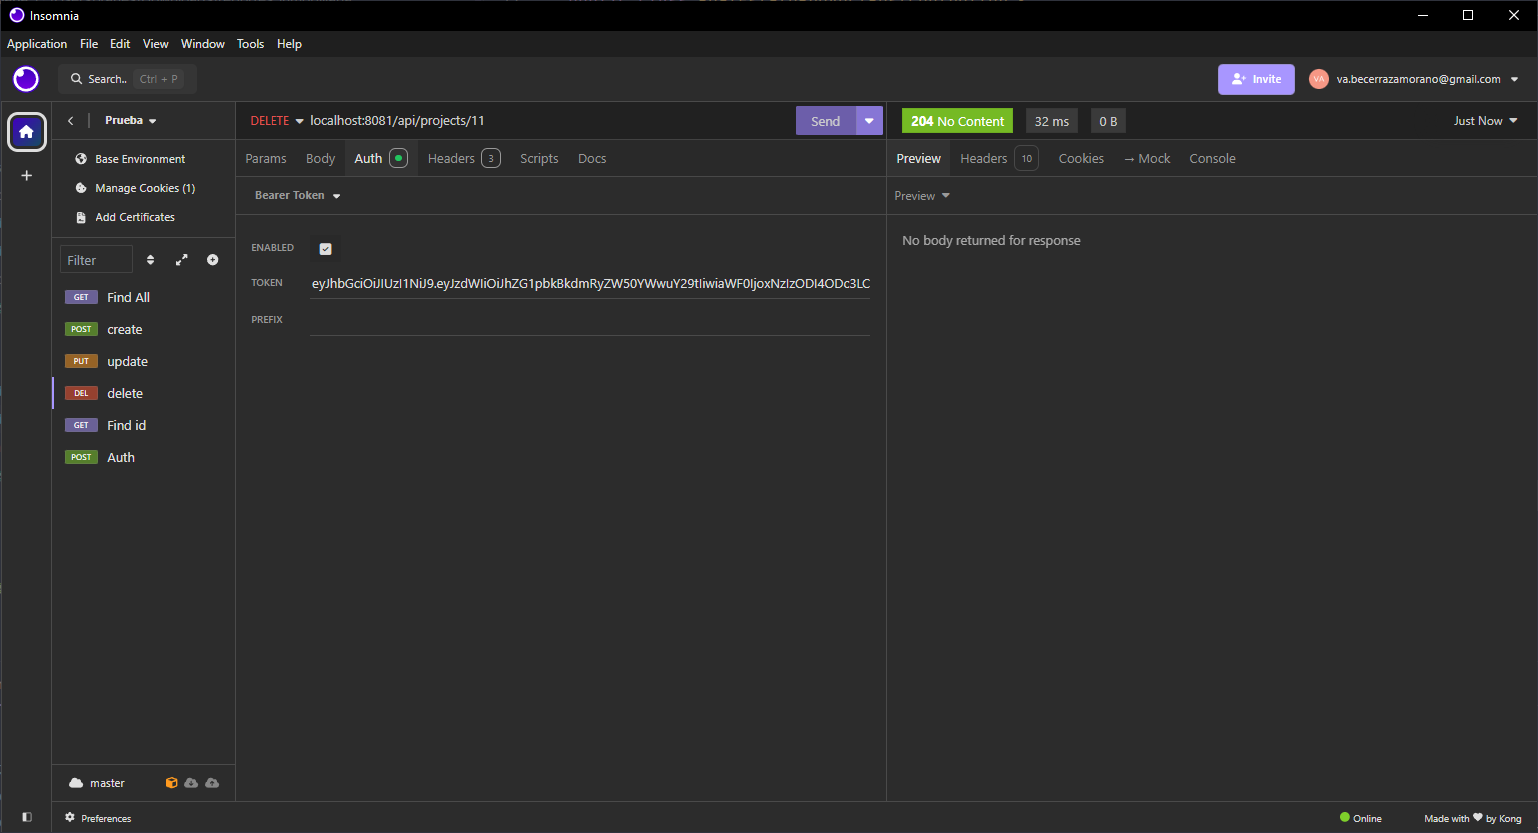 Insomnia
Application File Edit View Window Tools Help
Search.. Ctrl + P
Invite
VA va.becerrazamorano@gmail.com
Prueba
DELETE localhost:8081/api/projects/11
Send
204 No Content 32 ms 0 B
Just Now
Base Environment
Manage Cookies (1)
Add Certificates
Params Body Auth Headers 3 Scripts Docs
Preview Headers 10 Cookies → Mock Console
Bearer Token
Preview
ENABLED
No body returned for response
TOKEN eyJhbGciOiJIUzI1NiJ9.eyJzdWIiOiJhZG1pbkBkdmRyZW50YWwuY29tIiwiaWF0IjoxNzIzODI4ODc3LC
PREFIX
Filter
GET Find All
POST create
PUT update
DEL delete
GET Find id
POST Auth
master
Preferences
Online
Made with ❤ by Kong